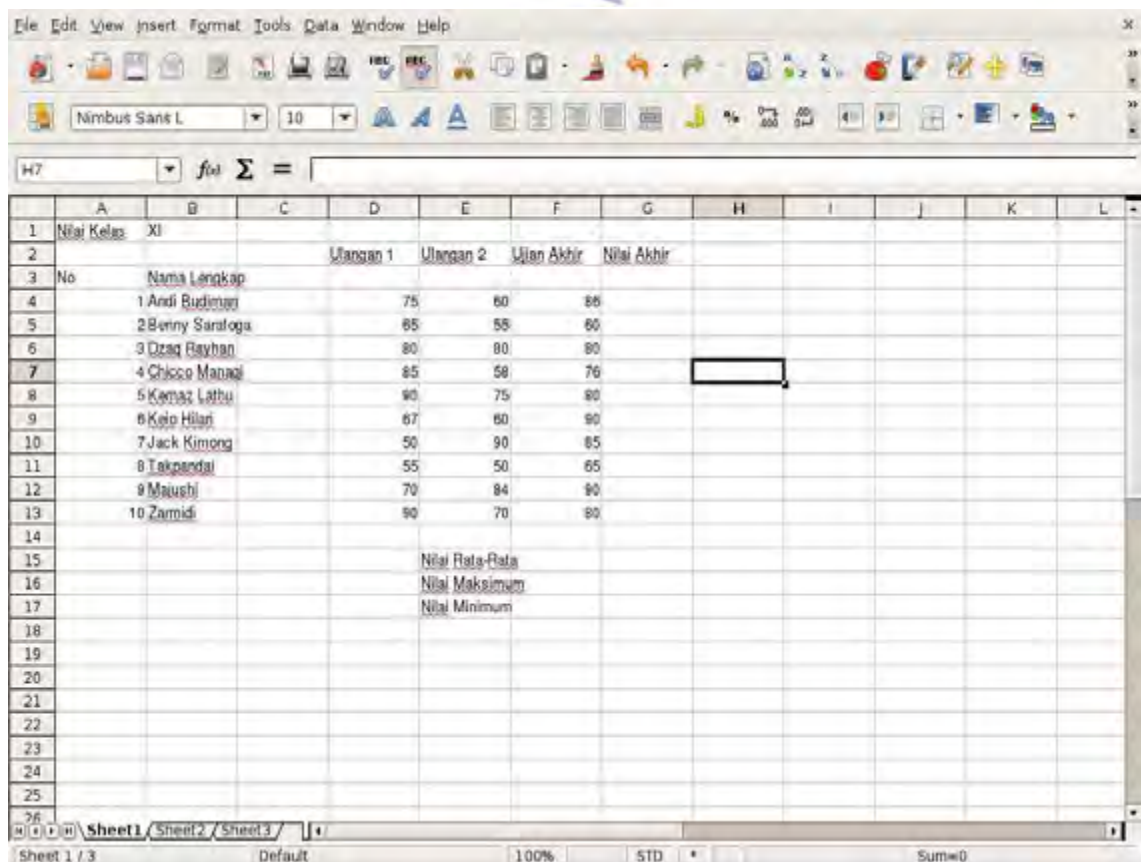 File Edit View Insert Format Tools Data Window Help
Nimbus Sans L 10
H7 f(x) Σ =
A B C D E F G H I J K L
1 Nilai Kelas XI
2 Ulangan 1 Ulangan 2 Ujian Akhir Nilai Akhir
3 No Nama Lengkap
4 1 Andi Budiman 75 60 86
5 2 Benny Saratoga 65 55 60
6 3 Dzaq Rayhan 80 80 80
7 4 Chicco Managi 85 58 76
8 5 Kemaz Lathu 90 75 80
9 6 Keio Hilari 67 60 90
10 7 Jack Kimong 50 90 85
11 8 Takpandai 55 50 65
12 9 Majushi 70 84 90
13 10 Zarmidi 90 70 80
14
15 Nilai Rata-Rata
16 Nilai Maksimum
17 Nilai Minimum
18
19
20
21
22
23
24
25
26
Sheet1 Sheet2 Sheet3
Sheet 1 / 3 Default 100% STD * Sum=0